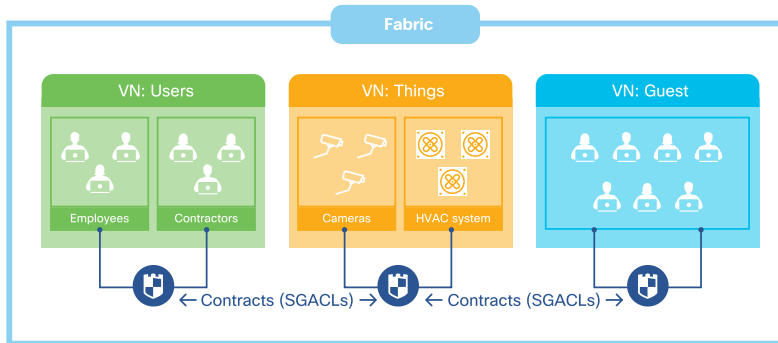 Fabric
VN: Users
VN: Things
VN: Guest
Employees
Contractors
Cameras
HVAC system
Contracts (SGACLs)
Contracts (SGACLs)